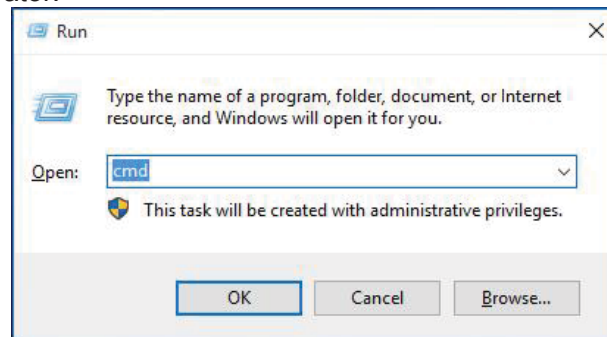 Run
Type the name of a program, folder, document, or Internet
resource, and Windows will open it for you.
Open:
cmd
This task will be created with administrative privileges.
OK
Cancel
Browse...